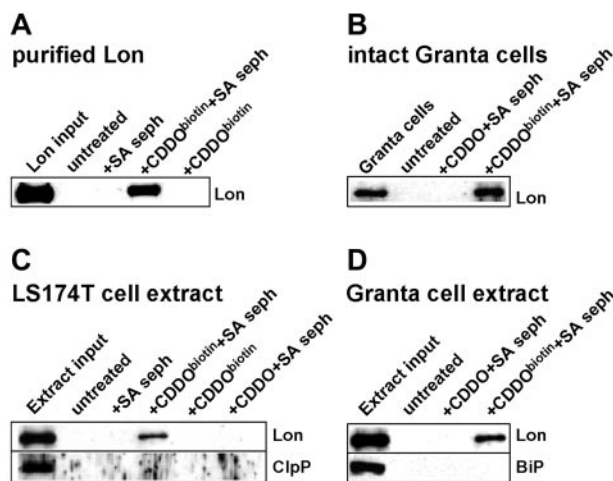 A
purified Lon
Lon input
untreated
+SA seph
+CDDObiotin+SA seph
+CDDObiotin
Lon
B
intact Granta cells
Granta cells
untreated
+CDDO+SA seph
+CDDObiotin+SA seph
Lon
C
LS174T cell extract
Extract input
untreated
+SA seph
+CDDObiotin+SA seph
+CDDObiotin
+CDDO+SA seph
Lon
ClpP
D
Granta cell extract
Extract input
untreated
+CDDO+SA seph
+CDDObiotin+SA seph
Lon
BiP